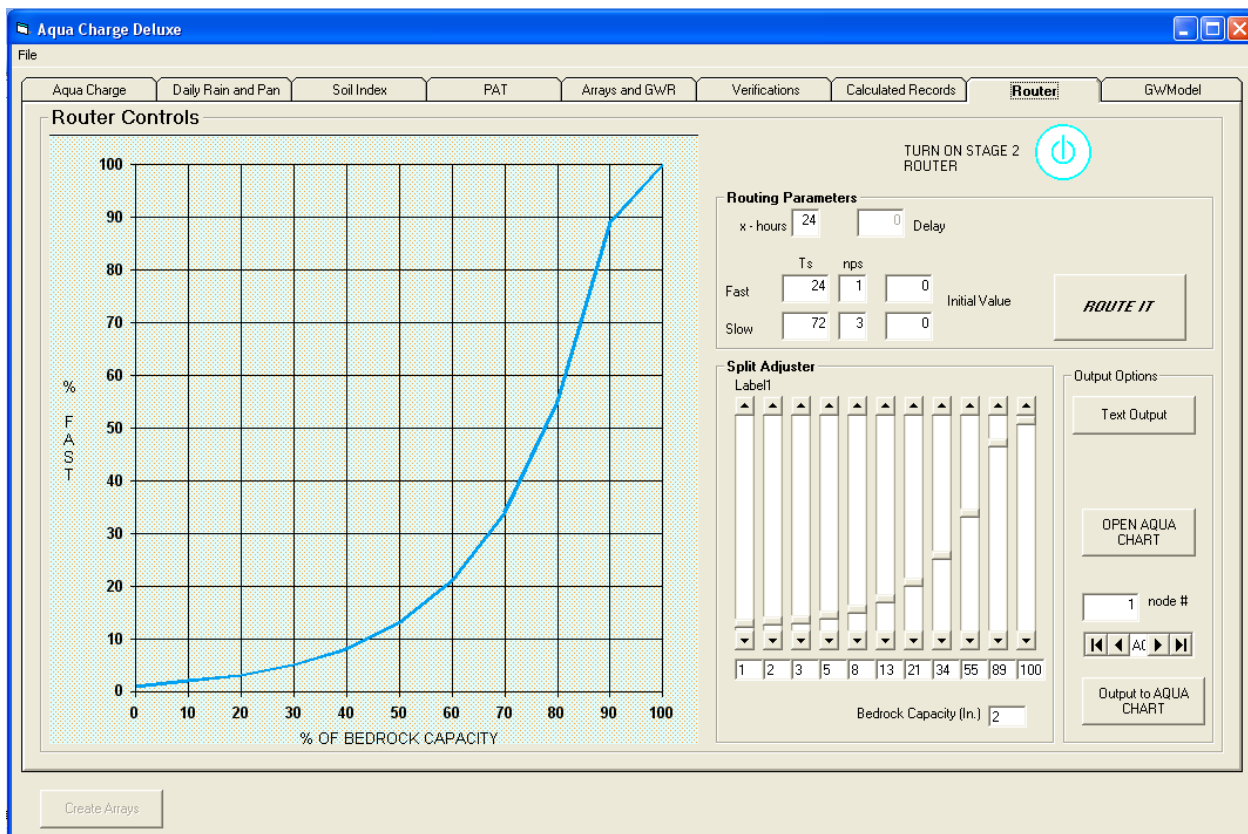 Aqua Charge Deluxe
File
Aqua Charge Daily Rain and Pan Soil Index PAT Arrays and GWR Verifications Calculated Records Router GWModel
Router Controls
100
90
80
70
60
50
40
30
20
10
0
%
F
A
S
T
0 10 20 30 40 50 60 70 80 90 100
% OF BEDROCK CAPACITY
TURN ON STAGE 2
ROUTER
Routing Parameters
x - hours 24 0 Delay
Ts nps
Fast 24 1 0
Initial Value
Slow 72 3 0
ROUTE IT
Split Adjuster
Label1
1 2 3 5 8 13 21 34 55 89 100
Bedrock Capacity (In.) 2
Output Options
Text Output
OPEN AQUA
CHART
1 node #
Output to AQUA
CHART
Create Arrays